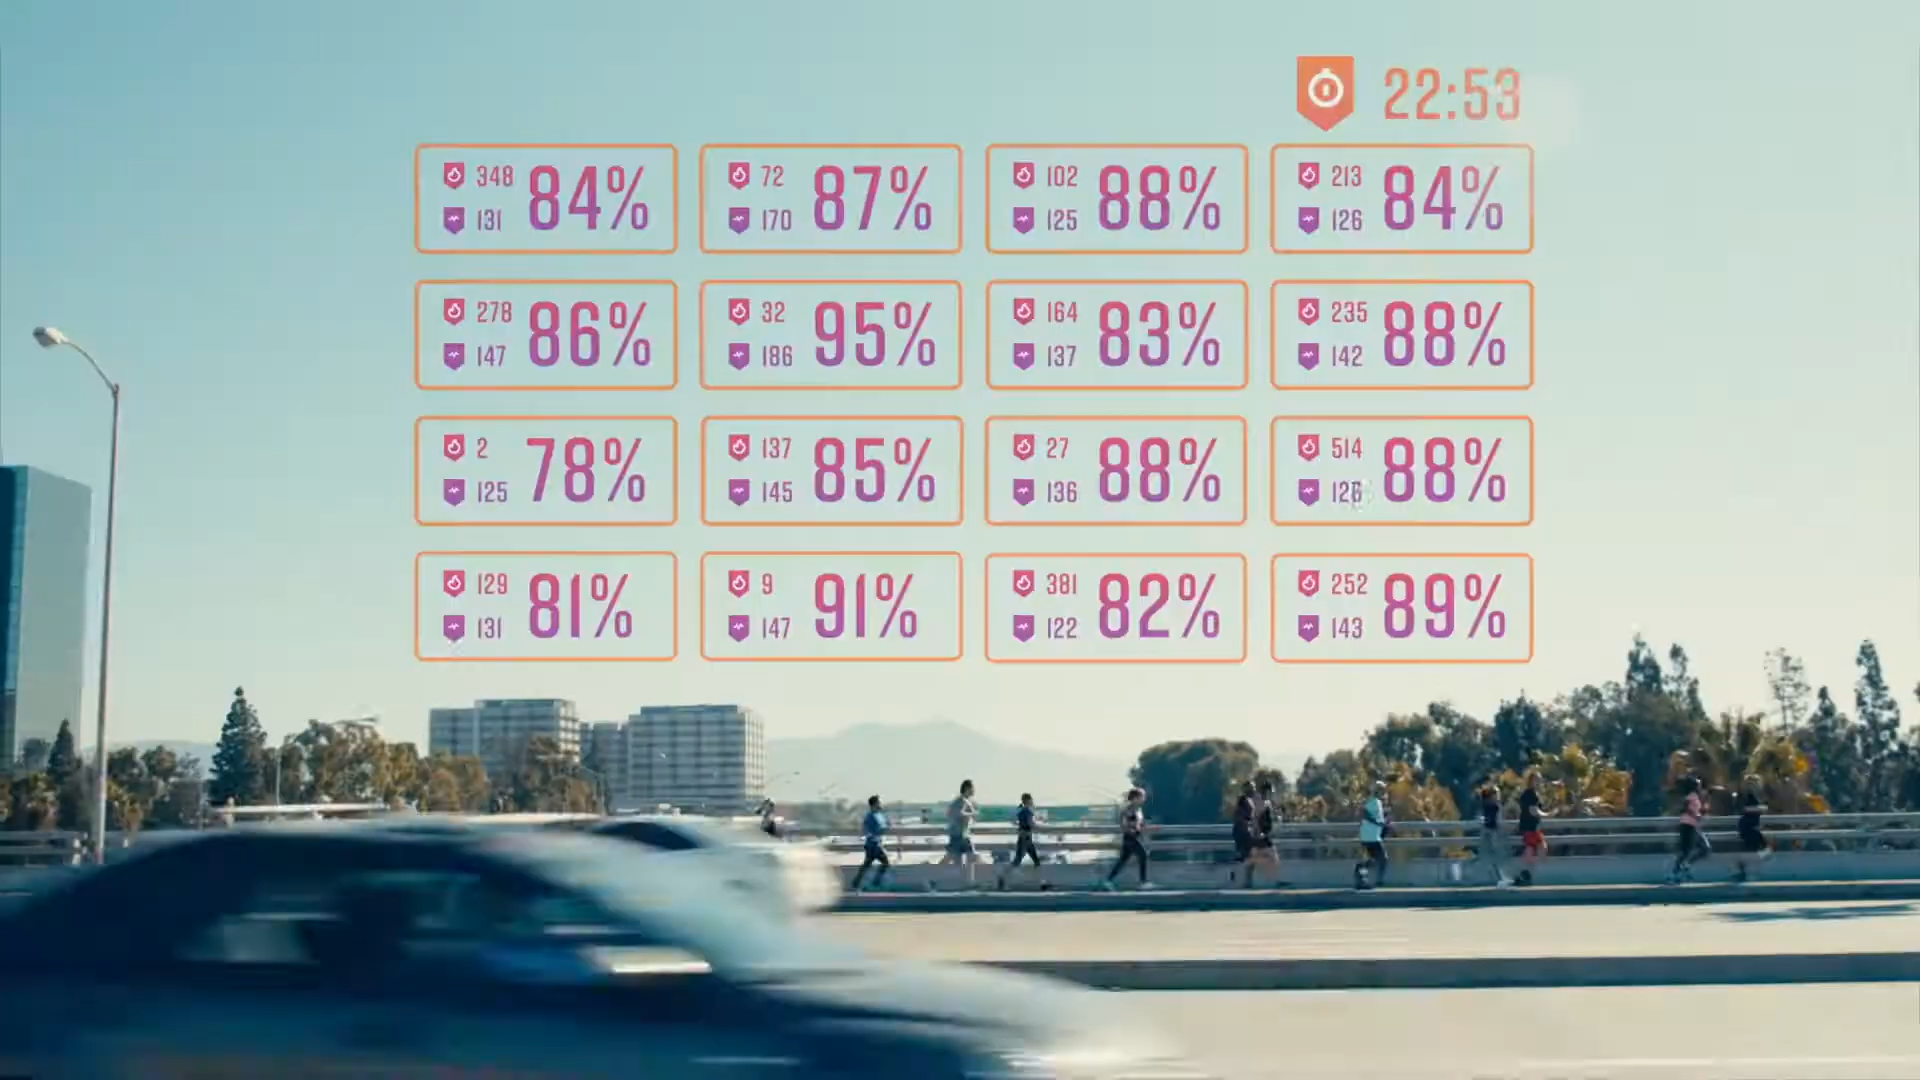 22:53
348 84% 72 87% 102 88% 213 84%
131 170 125 126
278 86% 32 95% 164 83% 235 88%
147 186 137 142
2 78% 137 85% 27 88% 514 88%
125 145 136 126
129 81% 9 91% 381 82% 252 89%
131 147 122 143